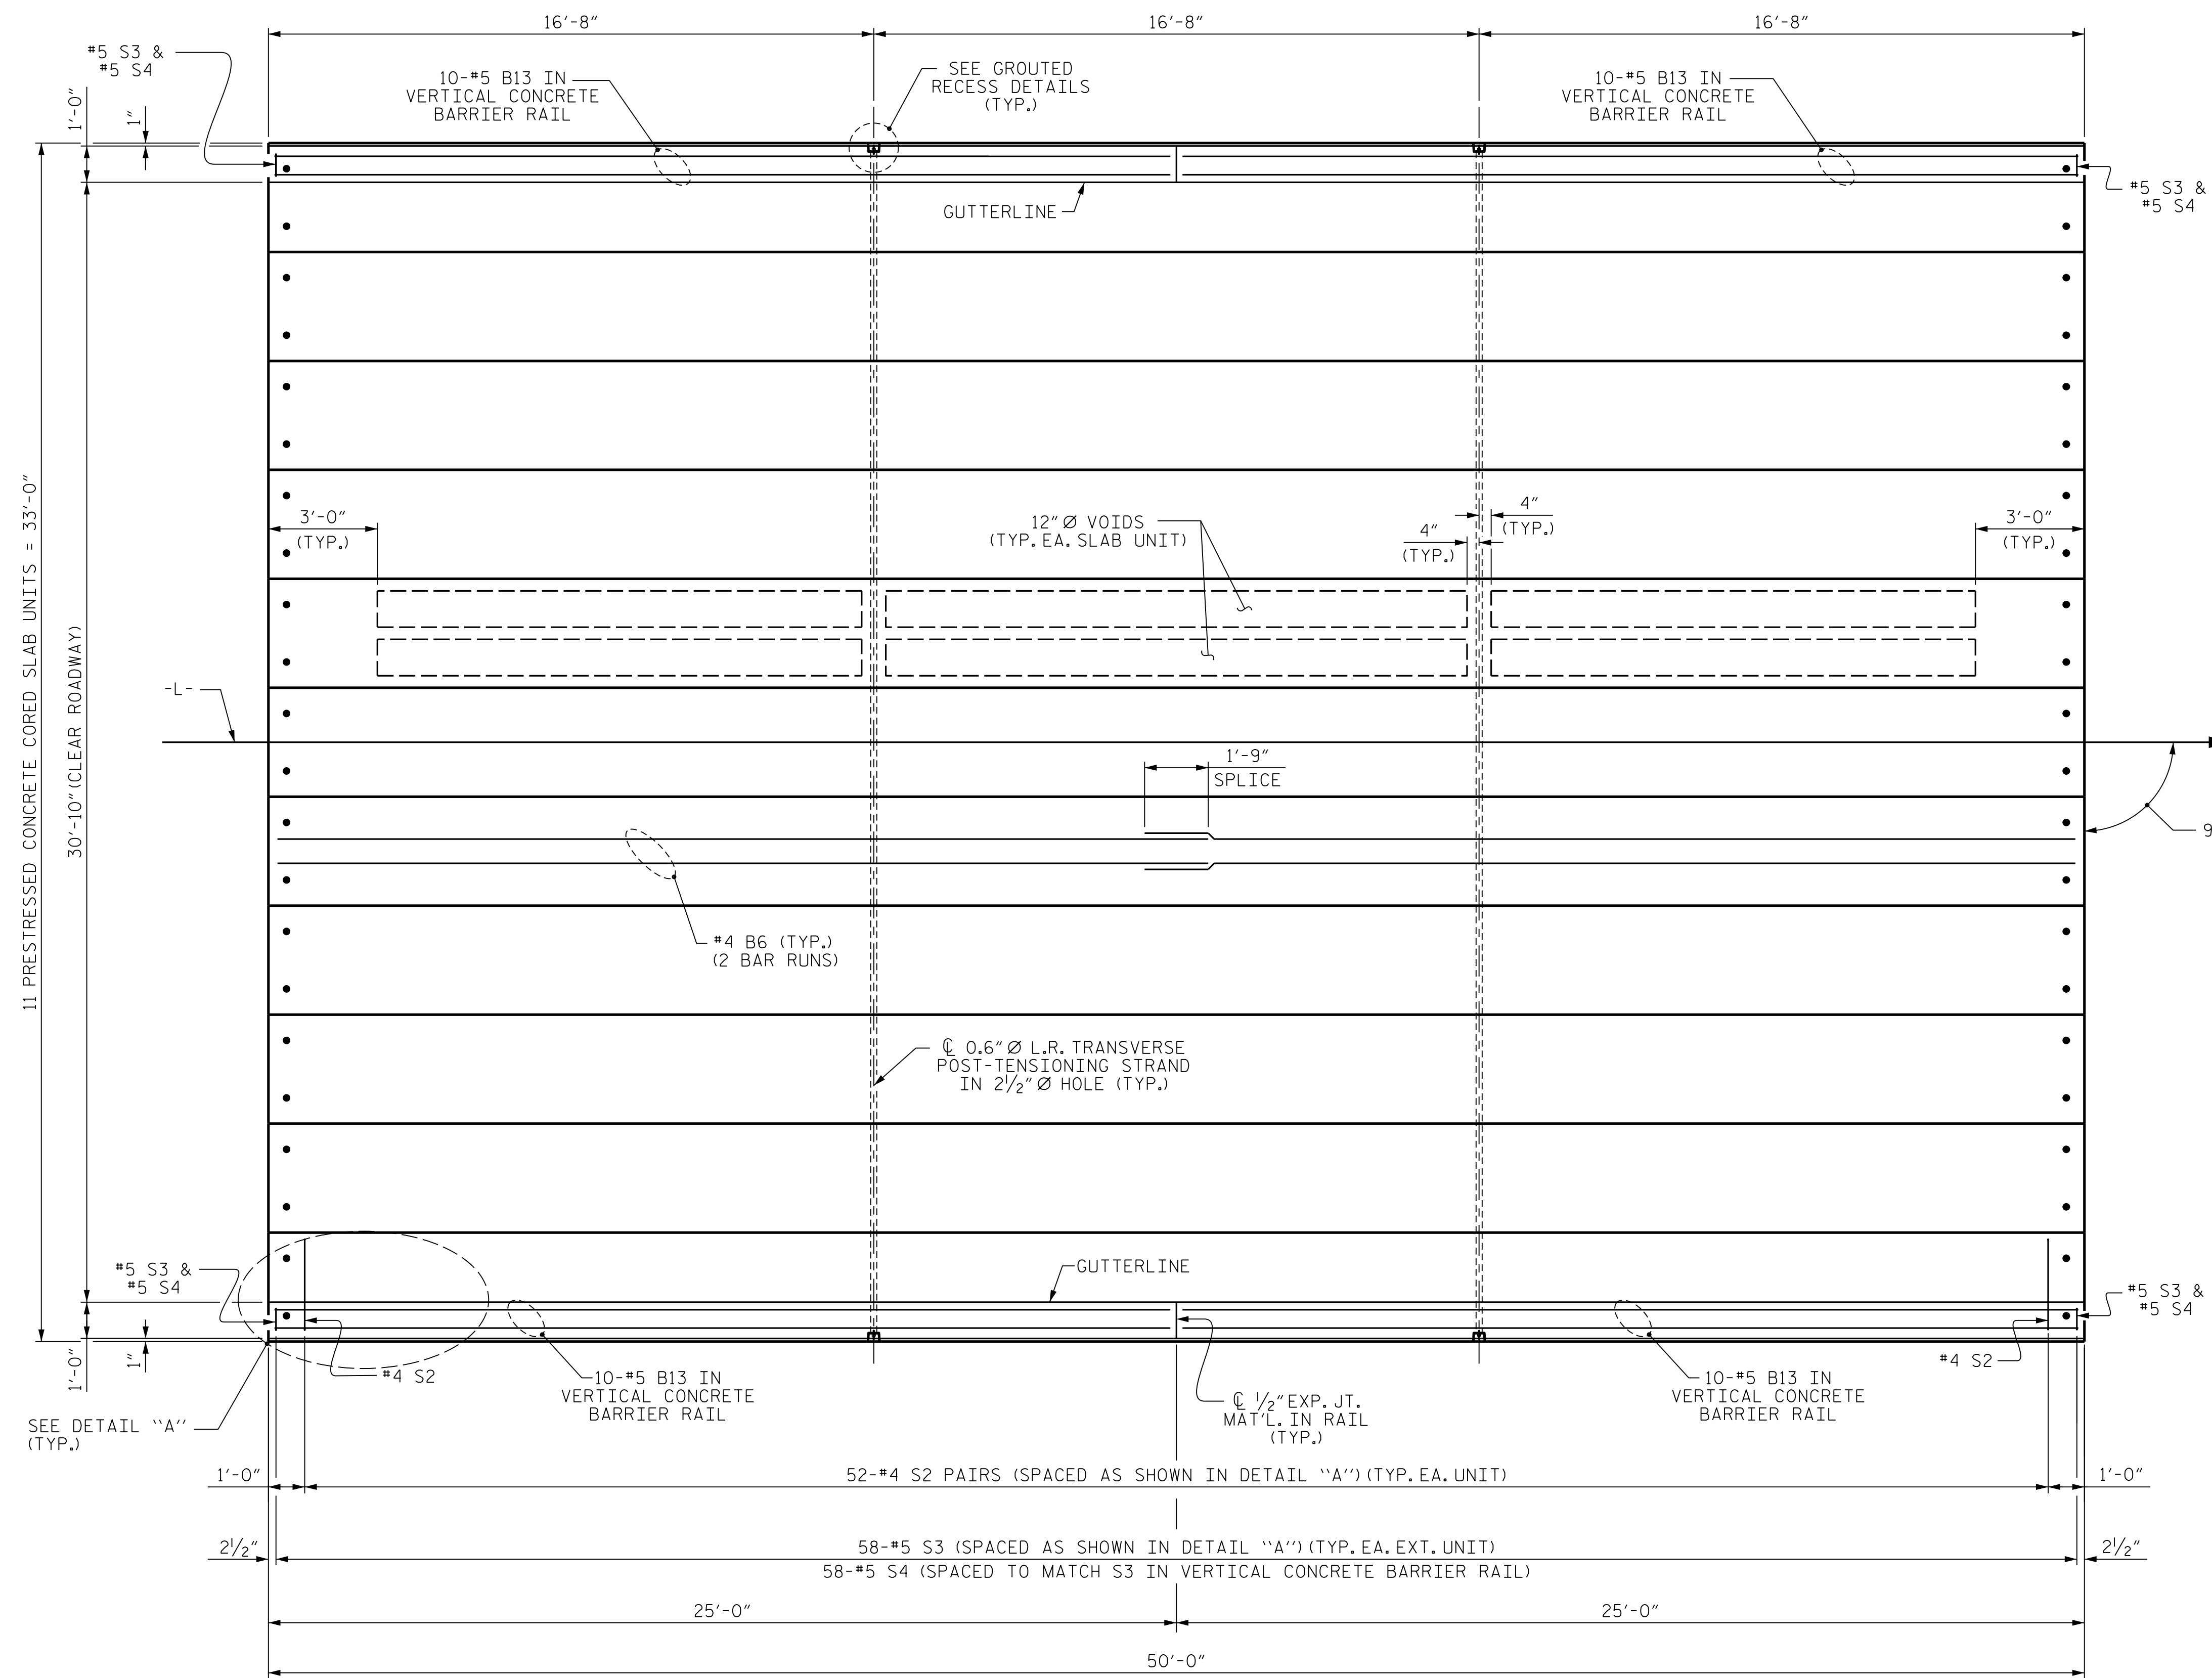 16'-8"
16'-8"
16'-8"
#5 S3 &
#5 S4
10-#5 B13 IN
VERTICAL CONCRETE
BARRIER RAIL
SEE GROUTED
RECESS DETAILS
(TYP.)
10-#5 B13 IN
VERTICAL CONCRETE
BARRIER RAIL
1'-0"
1"
#5 S3 &
#5 S4
GUTTERLINE
11 PRESTRESSED CONCRETE CORED SLAB UNITS = 33'-0"
30'-10" (CLEAR ROADWAY)
3'-0"
(TYP.)
12" Ø VOIDS
(TYP. EA. SLAB UNIT)
4"
(TYP.)
4"
(TYP.)
3'-0"
(TYP.)
-L-
1'-9"
SPLICE
9
#4 B6 (TYP.)
(2 BAR RUNS)
℄ 0.6" Ø L.R. TRANSVERSE
POST-TENSIONING STRAND
IN 2½" Ø HOLE (TYP.)
#5 S3 &
#5 S4
GUTTERLINE
#5 S3 &
#5 S4
1'-0"
1"
#4 S2
10-#5 B13 IN
VERTICAL CONCRETE
BARRIER RAIL
℄ ½" EXP. JT.
MAT'L. IN RAIL
(TYP.)
#4 S2
10-#5 B13 IN
VERTICAL CONCRETE
BARRIER RAIL
SEE DETAIL "A"
(TYP.)
1'-0"
52-#4 S2 PAIRS (SPACED AS SHOWN IN DETAIL "A") (TYP. EA. UNIT)
1'-0"
2½"
58-#5 S3 (SPACED AS SHOWN IN DETAIL "A") (TYP. EA. EXT. UNIT)
2½"
58-#5 S4 (SPACED TO MATCH S3 IN VERTICAL CONCRETE BARRIER RAIL)
25'-0"
25'-0"
50'-0"